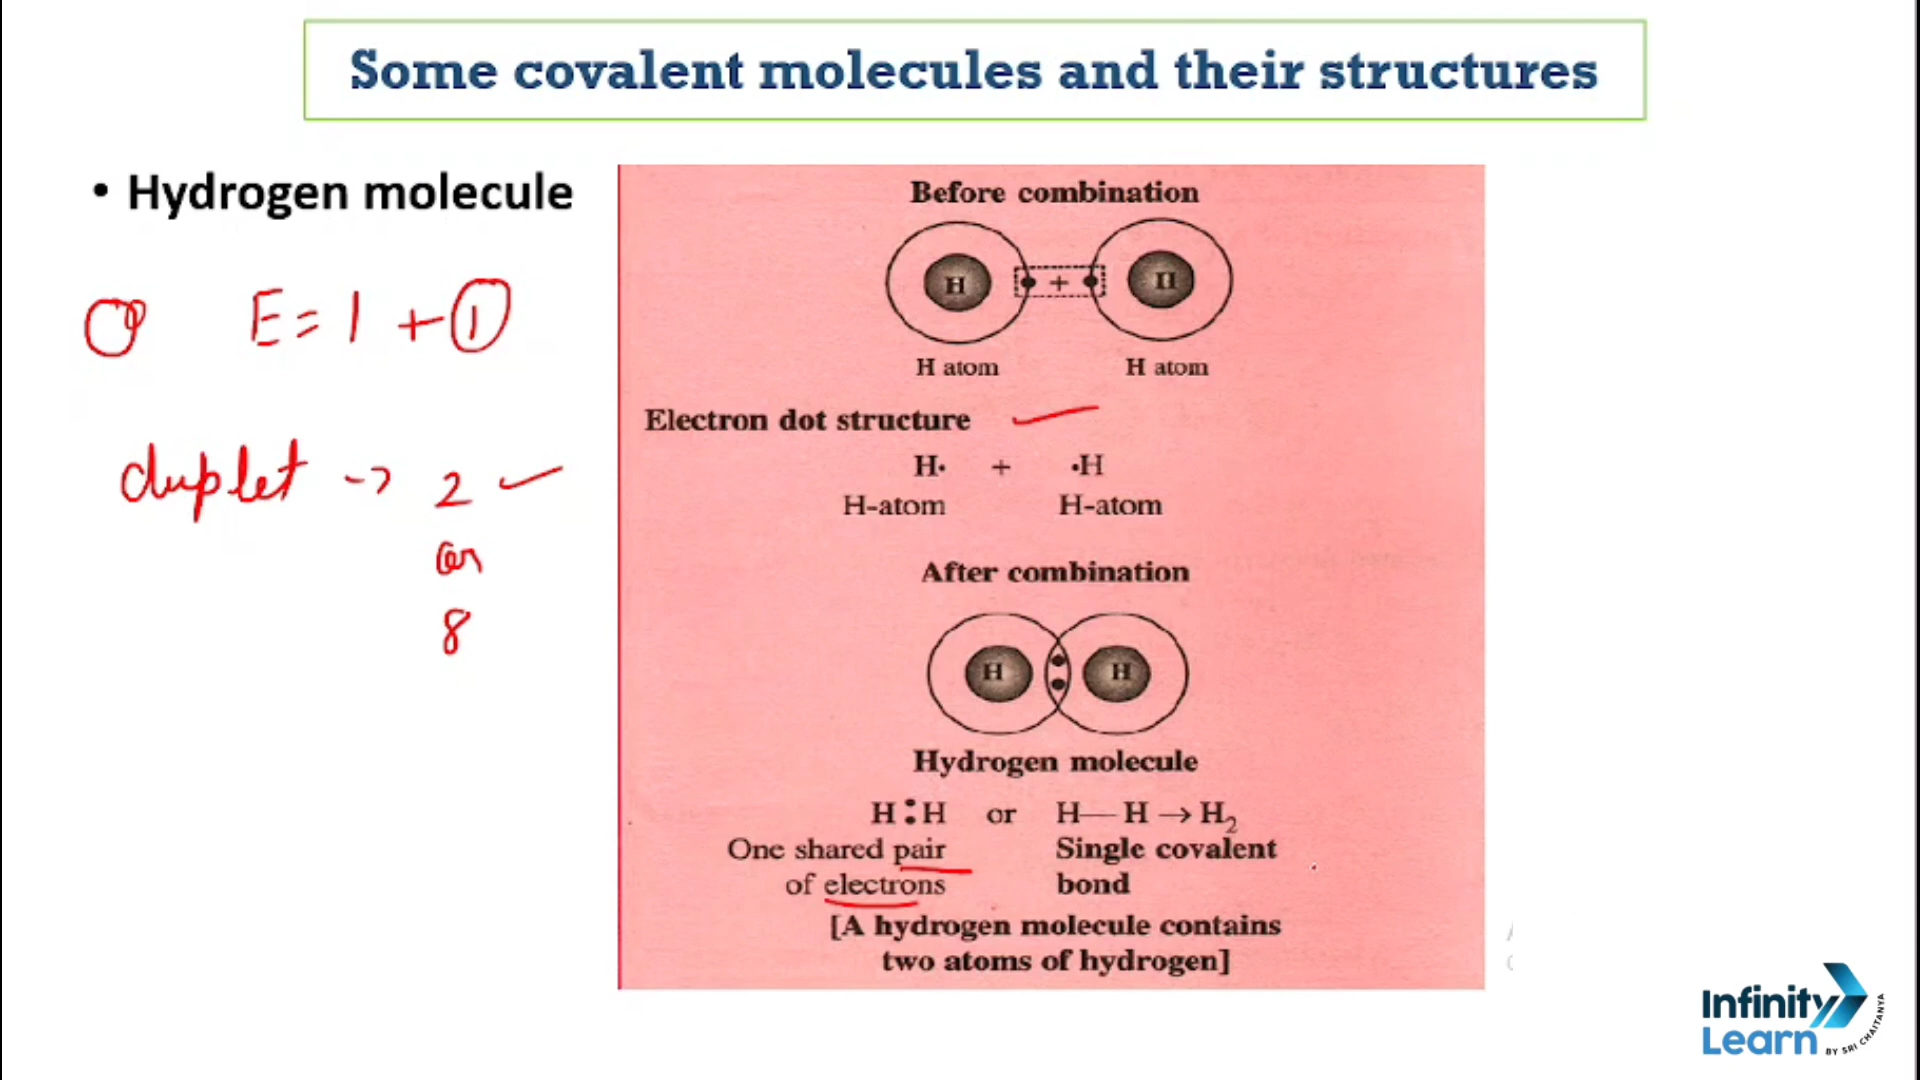 Some covalent molecules and their structures
• Hydrogen molecule
E = 1 + 1
duplet -> 2
or
8
Before combination
H + H
H atom H atom
Electron dot structure
H· + ·H
H-atom H-atom
After combination
H H
Hydrogen molecule
H:H or H—H → H₂
One shared pair Single covalent
of electrons bond
[A hydrogen molecule contains
two atoms of hydrogen]
Infinity
Learn
BY SRI CHAITANYA